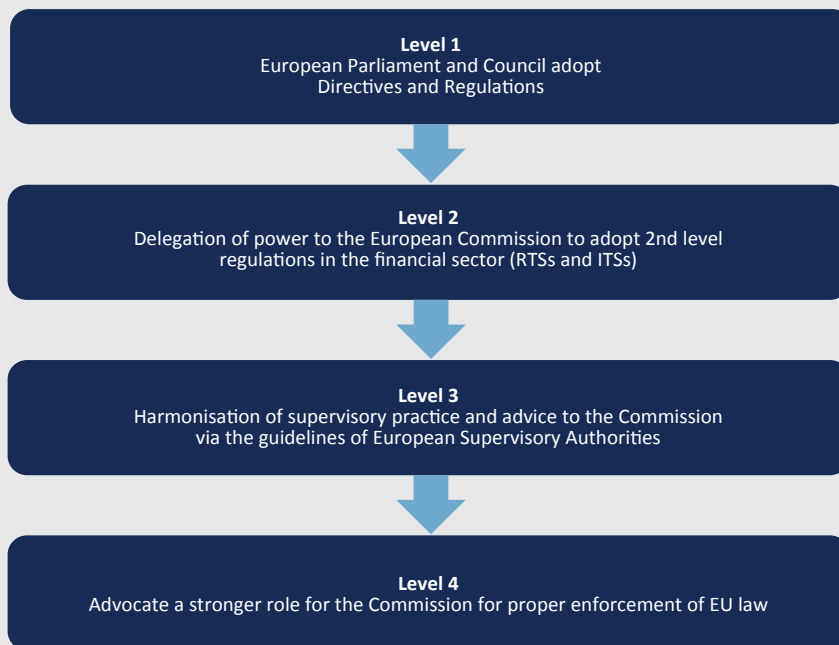 Level 1
European Parliament and Council adopt
Directives and Regulations
Level 2
Delegation of power to the European Commission to adopt 2nd level
regulations in the financial sector (RTSs and ITSs)
Level 3
Harmonisation of supervisory practice and advice to the Commission
via the guidelines of European Supervisory Authorities
Level 4
Advocate a stronger role for the Commission for proper enforcement of EU law